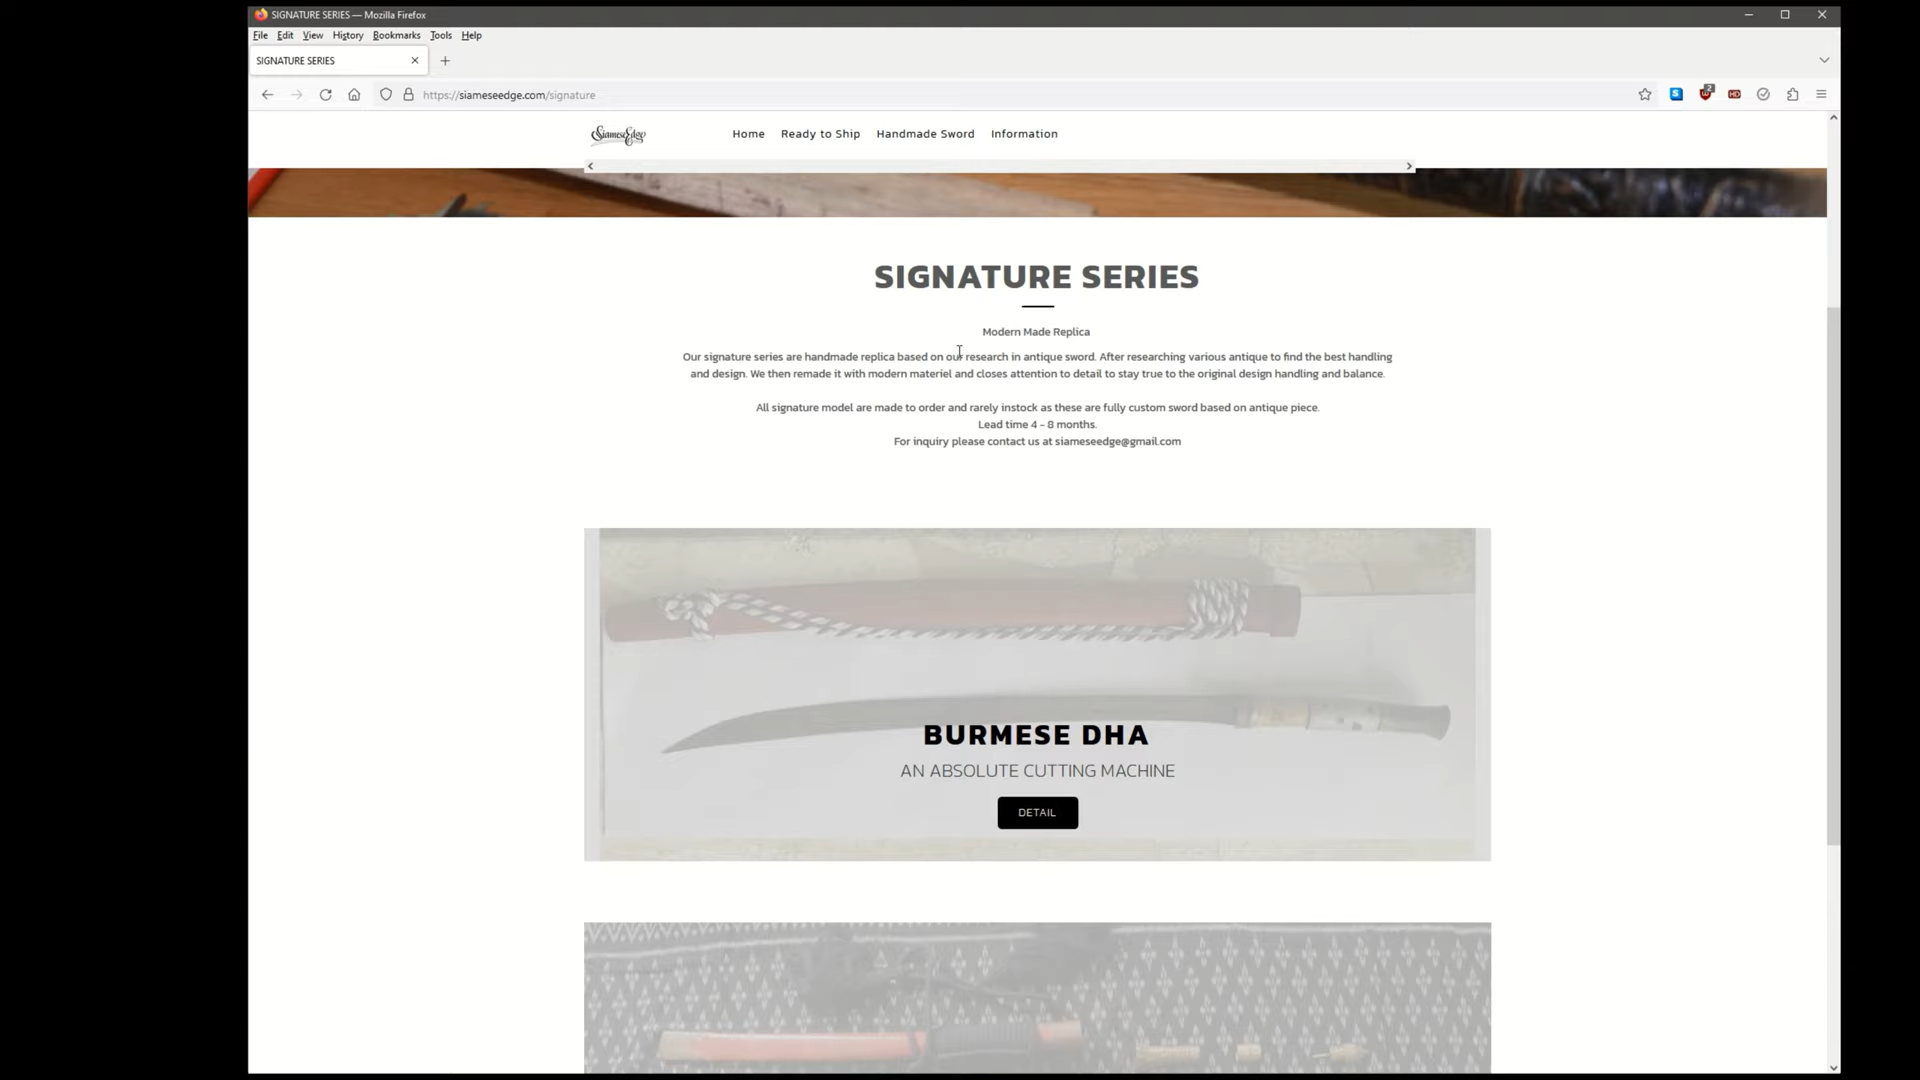 SIGNATURE SERIES — Mozilla Firefox
File Edit View History Bookmarks Tools Help
SIGNATURE SERIES
https://siameseedge.com/signature
2
HD
SiameseEdge
Home Ready to Ship Handmade Sword Information
SIGNATURE SERIES
Modern Made Replica
Our signature series are handmade replica based on our research in antique sword. After researching various antique to find the best handling
and design. We then remade it with modern materiel and closes attention to detail to stay true to the original design handling and balance.
All signature model are made to order and rarely instock as these are fully custom sword based on antique piece.
Lead time 4 - 8 months.
For inquiry please contact us at siameseedge@gmail.com
BURMESE DHA
AN ABSOLUTE CUTTING MACHINE
DETAIL